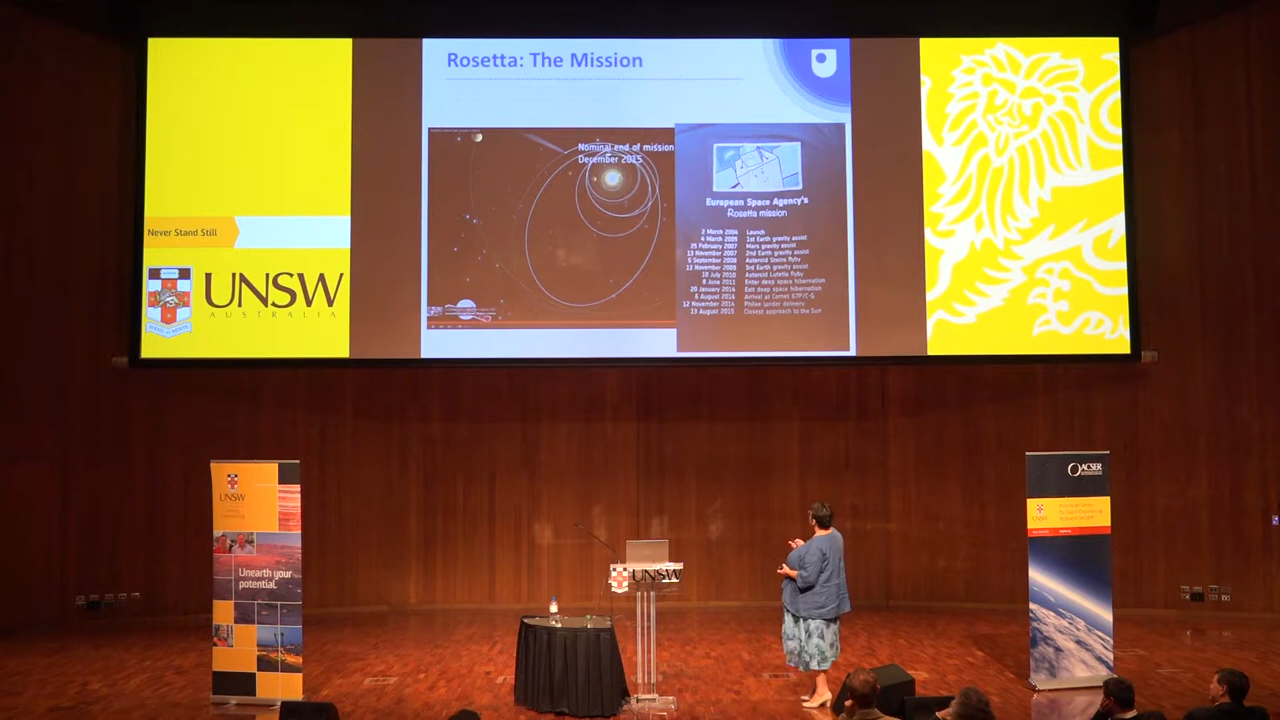 Rosetta: The Mission
Nominal end of mission
December 2015
European Space Agency's
Rosetta mission
2 March 2004 Launch
4 March 2005 1st Earth gravity assist
25 February 2007 Mars gravity assist
13 November 2007 2nd Earth gravity assist
5 September 2008 Asteroid Steins flyby
13 November 2009 3rd Earth gravity assist
10 July 2010 Asteroid Lutetia flyby
8 June 2011 Enter deep space hibernation
20 January 2014 Exit deep space hibernation
6 August 2014 Arrival at Comet 67P/C-G
12 November 2014 Philae lander delivery
13 August 2015 Closest approach to the Sun
Never Stand Still
UNSW
AUSTRALIA
UNSW
Unearth your
potential.
UNSW
ACSER
UNSW